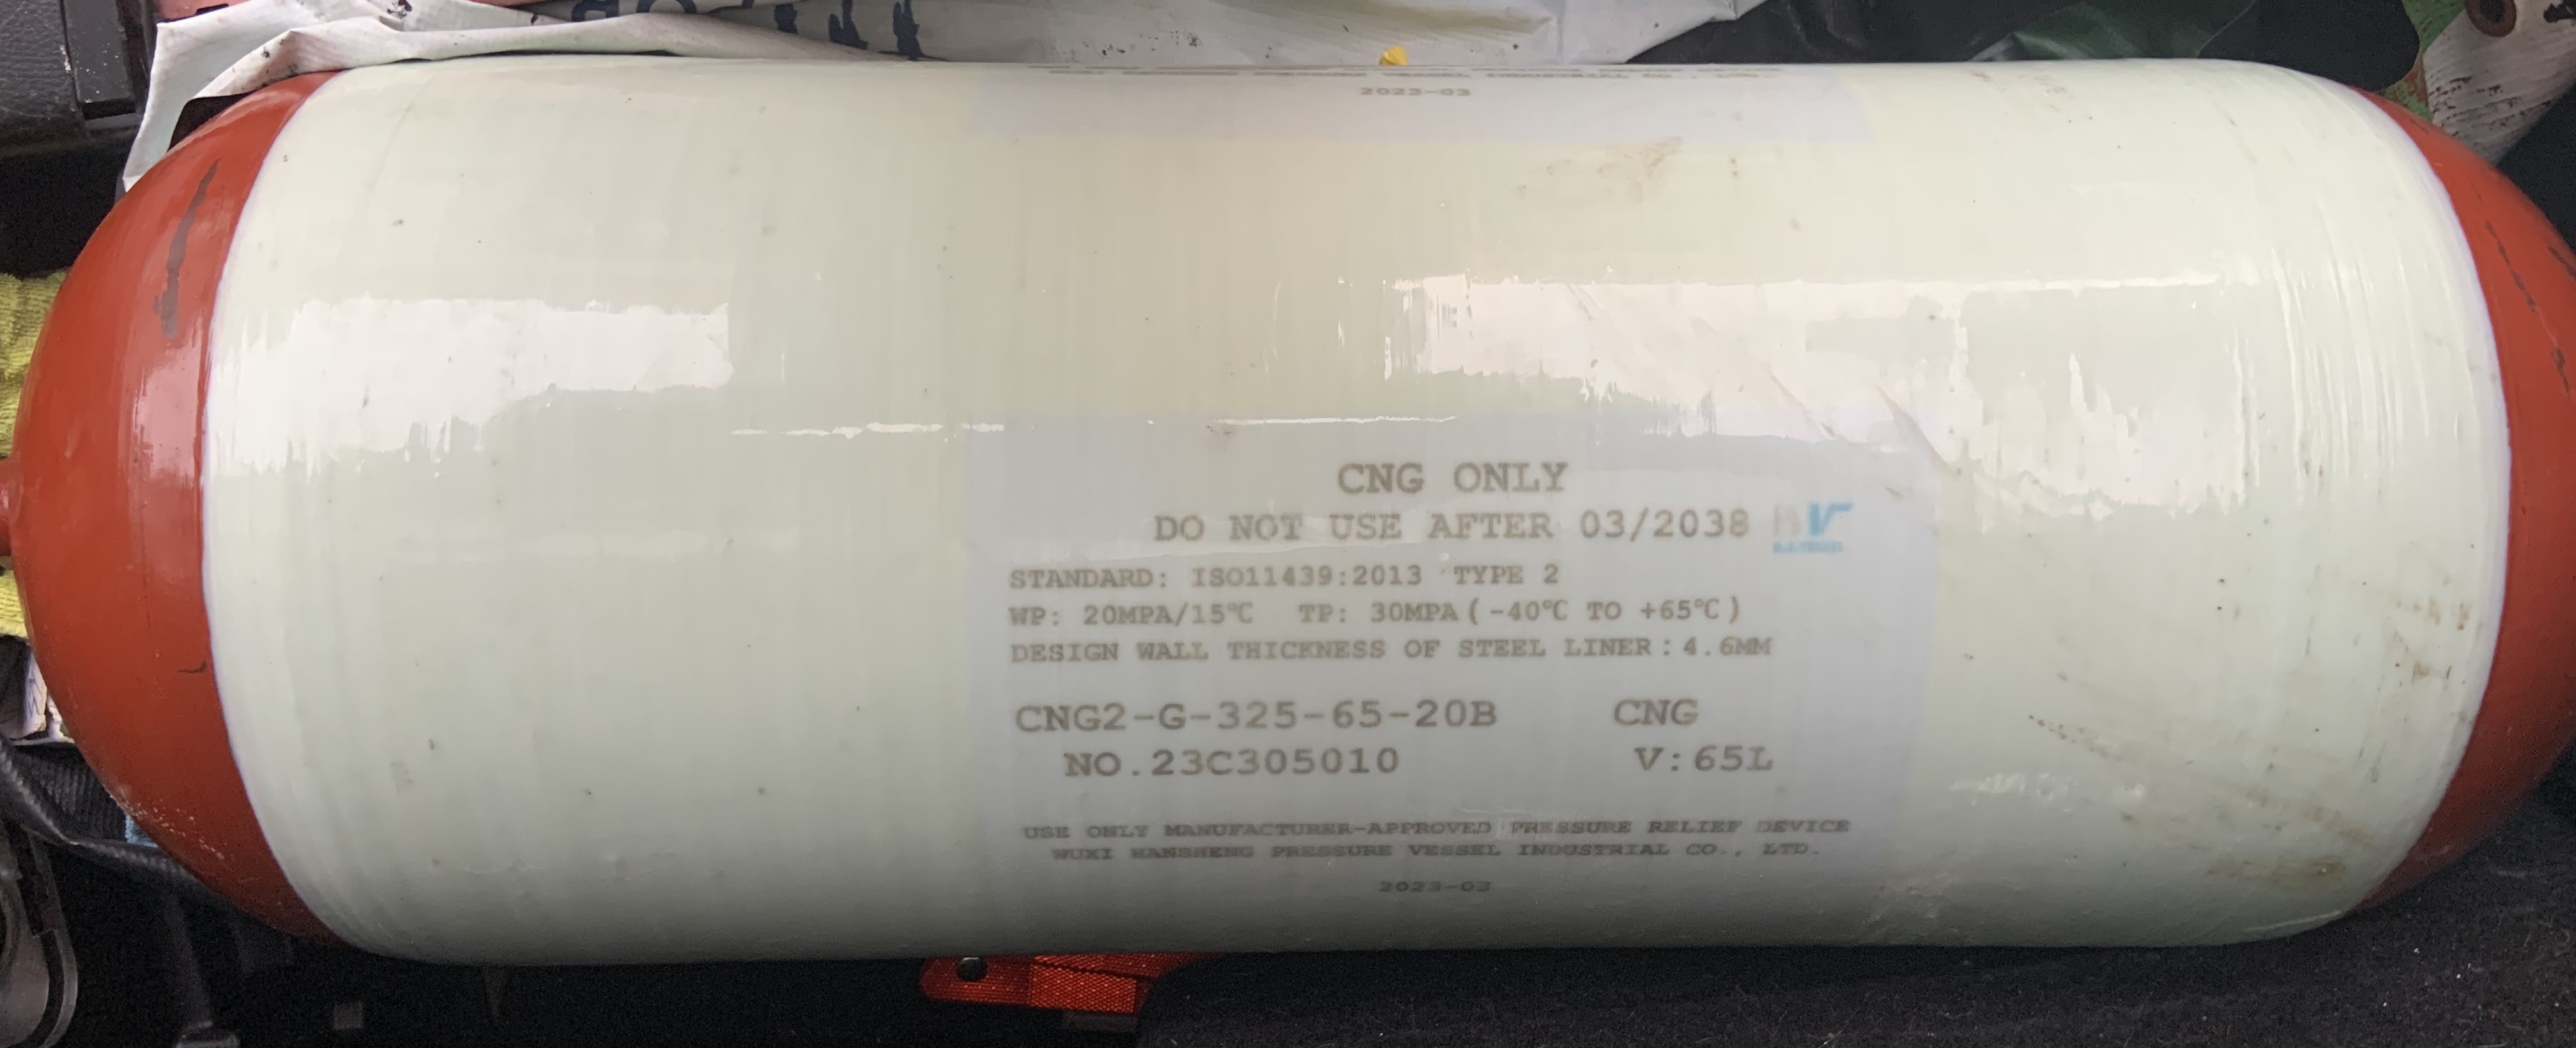 2023-03
CNG ONLY
DO NOT USE AFTER 03/2038
STANDARD: ISO11439:2013 TYPE 2
WP: 20MPA/15℃ TP: 30MPA(-40℃ TO +65℃)
DESIGN WALL THICKNESS OF STEEL LINER:4.6MM
CNG2-G-325-65-20B CNG
NO.23C305010 V:65L
USE ONLY MANUFACTURER-APPROVED PRESSURE RELIEF DEVICE
WUXI HANSHENG PRESSURE VESSEL INDUSTRIAL CO., LTD.
2023-03